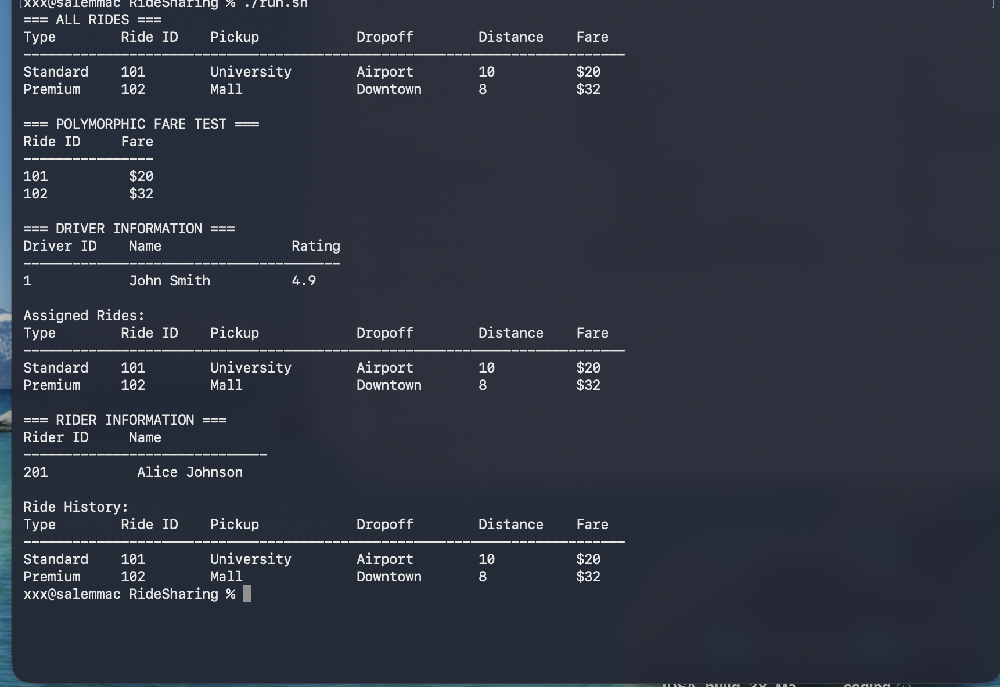 xxx@salemmac RideSharing % ./run.sh
=== ALL RIDES ===
Type        Ride ID    Pickup            Dropoff        Distance    Fare
--------------------------------------------------------------------------
Standard    101        University        Airport        10          $20
Premium     102        Mall              Downtown       8           $32

=== POLYMORPHIC FARE TEST ===
Ride ID     Fare
----------------
101          $20
102          $32

=== DRIVER INFORMATION ===
Driver ID    Name                Rating
---------------------------------------
1            John Smith          4.9

Assigned Rides:
Type        Ride ID    Pickup            Dropoff        Distance    Fare
--------------------------------------------------------------------------
Standard    101        University        Airport        10          $20
Premium     102        Mall              Downtown       8           $32

=== RIDER INFORMATION ===
Rider ID     Name
------------------------------
201           Alice Johnson

Ride History:
Type        Ride ID    Pickup            Dropoff        Distance    Fare
--------------------------------------------------------------------------
Standard    101        University        Airport        10          $20
Premium     102        Mall              Downtown       8           $32
xxx@salemmac RideSharing %